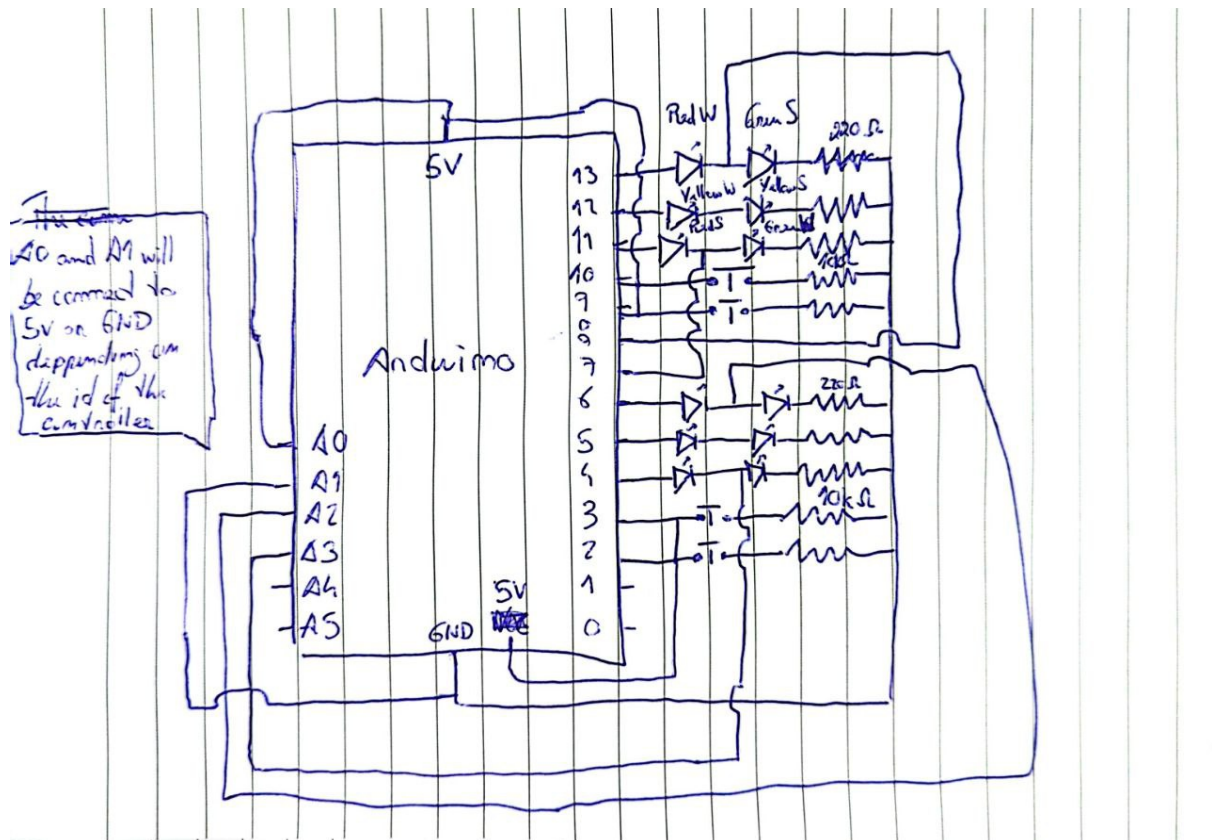 Red W
Green S
220 Ω
5V
13
12
Yellow W
Yellow S
11
Red S
Green W
10
10kΩ
9
8
7
6
220 Ω
5
4
3
10k Ω
2
1
0
Arduino
A0 and A1 will
be connect to
5V or GND
deppending on
the id of the
controller
A0
A1
A2
A3
A4
A5
GND
5V